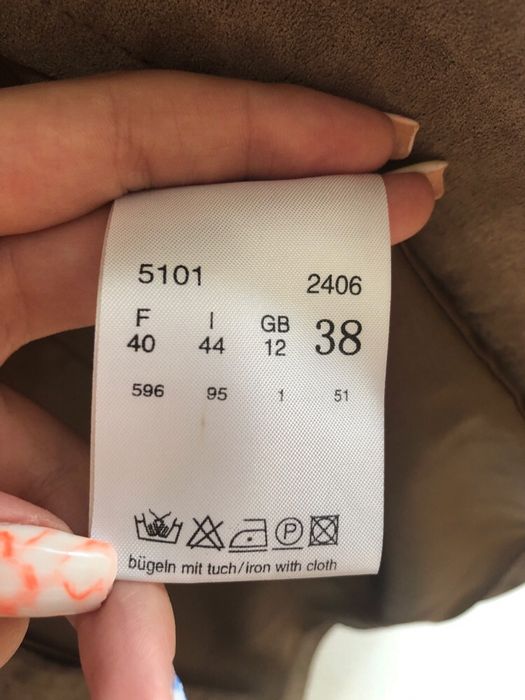 5101 2406
F I GB 38
40 44 12
596 95 1 51
P
bügeln mit tuch/iron with cloth